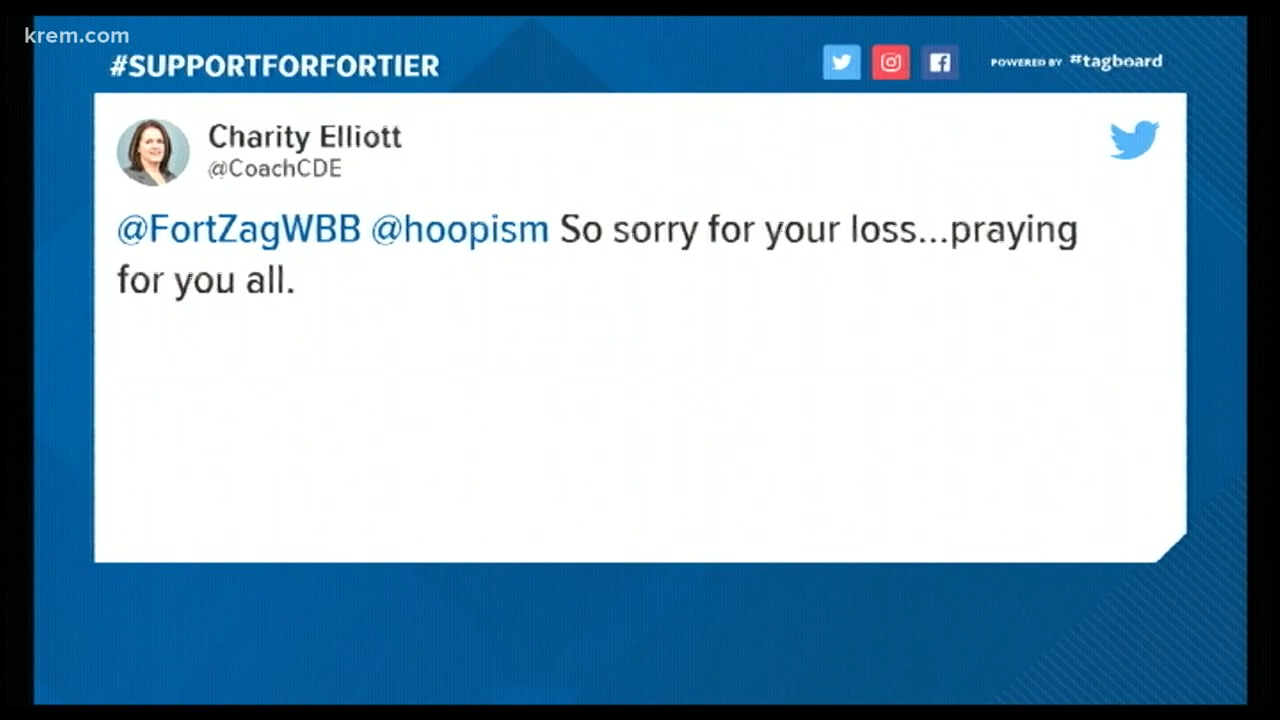 krem.com
#SUPPORTFORFORTIER
POWERED BY #tagboard
Charity Elliott
@CoachCDE
@FortZagWBB @hoopism So sorry for your loss...praying
for you all.